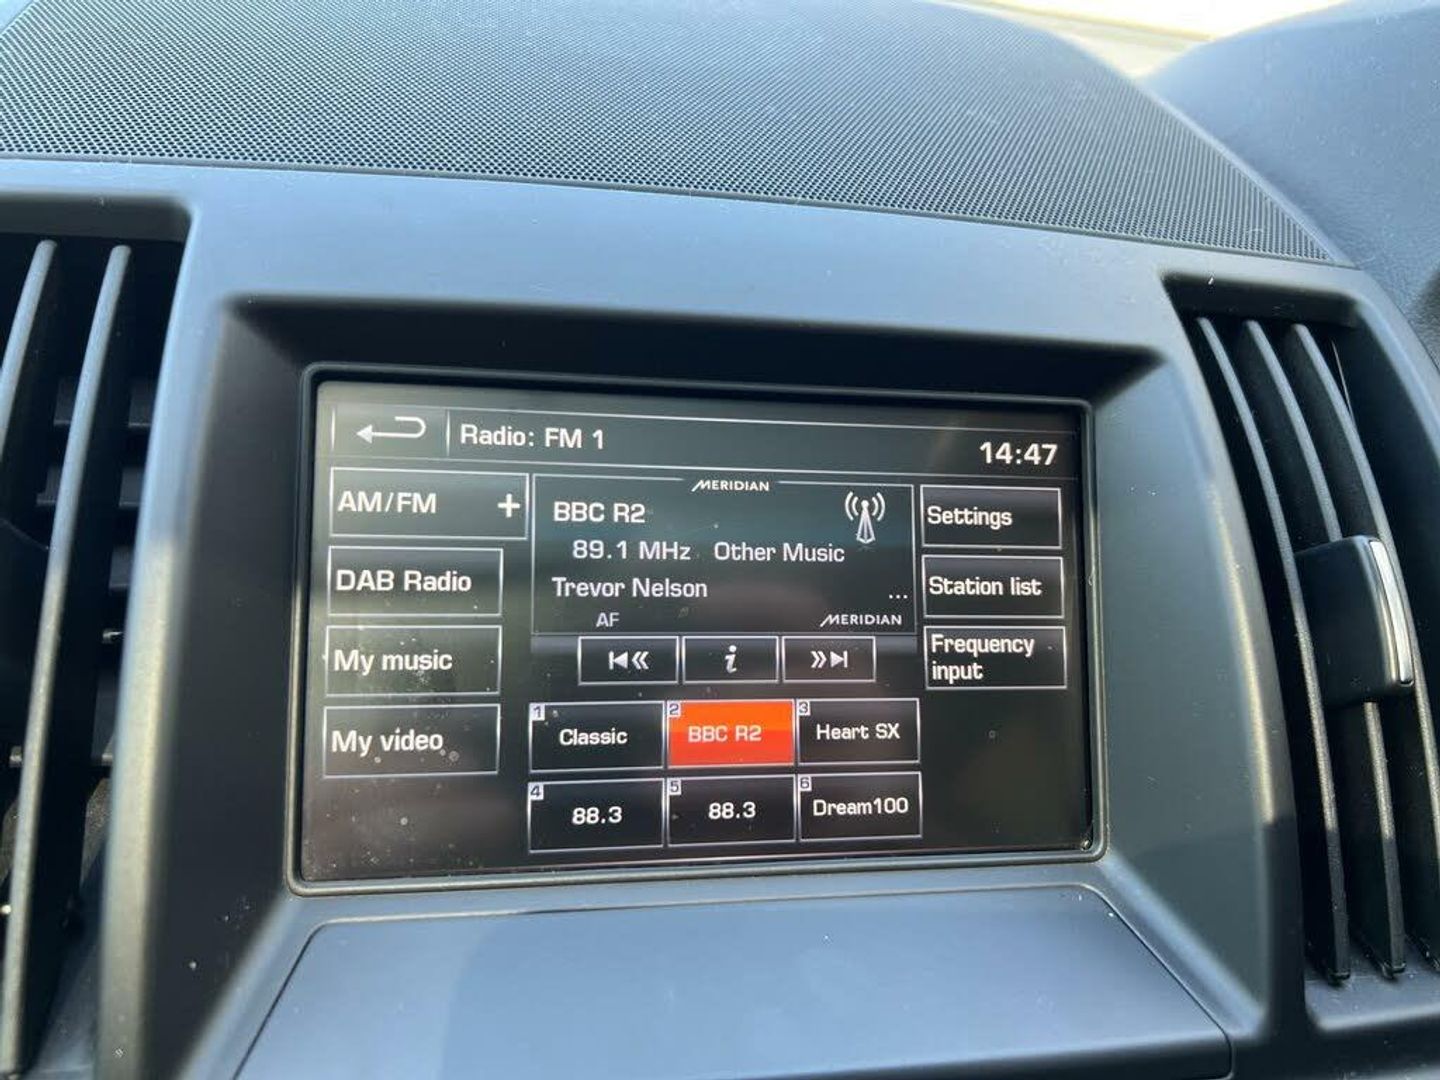 Radio: FM 1
14:47
AM/FM +
DAB Radio
My music
My video
MERIDIAN
BBC R2
89.1 MHz Other Music
Trevor Nelson ...
AF
MERIDIAN
i
Settings
Station list
Frequency
input
1 Classic
2 BBC R2
3 Heart SX
4 88.3
5 88.3
6 Dream100